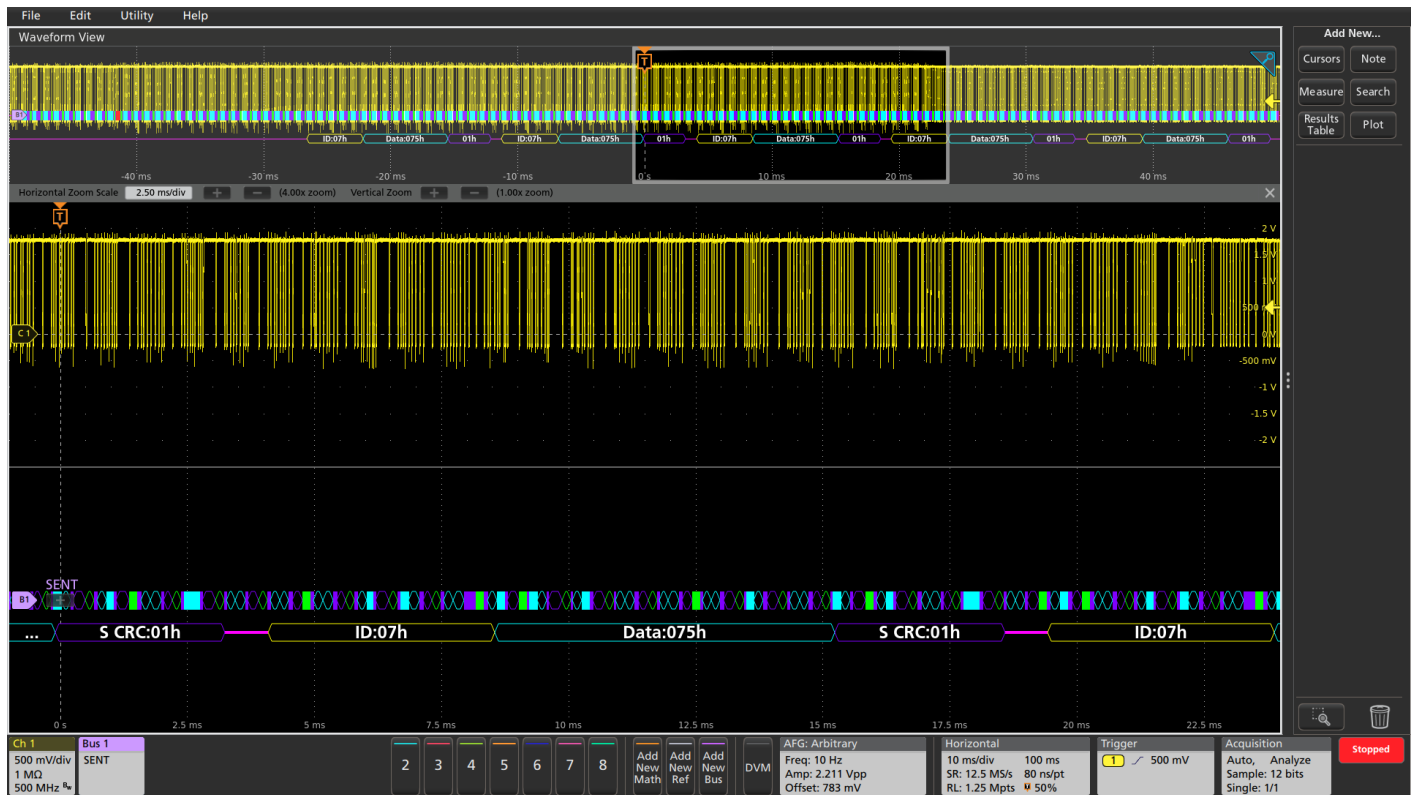 File Edit Utility Help
Waveform View
T
B1
ID:07h Data:075h 01h ID:07h Data:075h 01h ID:07h Data:075h 01h ID:07h Data:075h 01h ID:07h Data:075h 01h
-40 ms -30 ms -20 ms -10 ms 0 s 10 ms 20 ms 30 ms 40 ms
Horizontal Zoom Scale 2.50 ms/div + − (4.00x zoom) Vertical Zoom + − (1.00x zoom)
T
2 V
1.5 V
1 V
500 m
C1
0 V
-500 mV
-1 V
-1.5 V
-2 V
SENT
B1
... S CRC:01h ID:07h Data:075h S CRC:01h ID:07h
0 s 2.5 ms 5 ms 7.5 ms 10 ms 12.5 ms 15 ms 17.5 ms 20 ms 22.5 ms
Add New...
Cursors Note
Measure Search
Results
Table
Plot
Ch 1
500 mV/div
1 MΩ
500 MHz Bw
Bus 1
SENT
2 3 4 5 6 7 8
Add
New
Math
Add
New
Ref
Add
New
Bus
DVM
AFG: Arbitrary
Freq: 10 Hz
Amp: 2.211 Vpp
Offset: 783 mV
Horizontal
10 ms/div 100 ms
SR: 12.5 MS/s 80 ns/pt
RL: 1.25 Mpts 50%
Trigger
1 500 mV
Acquisition
Auto, Analyze
Sample: 12 bits
Single: 1/1
Stopped